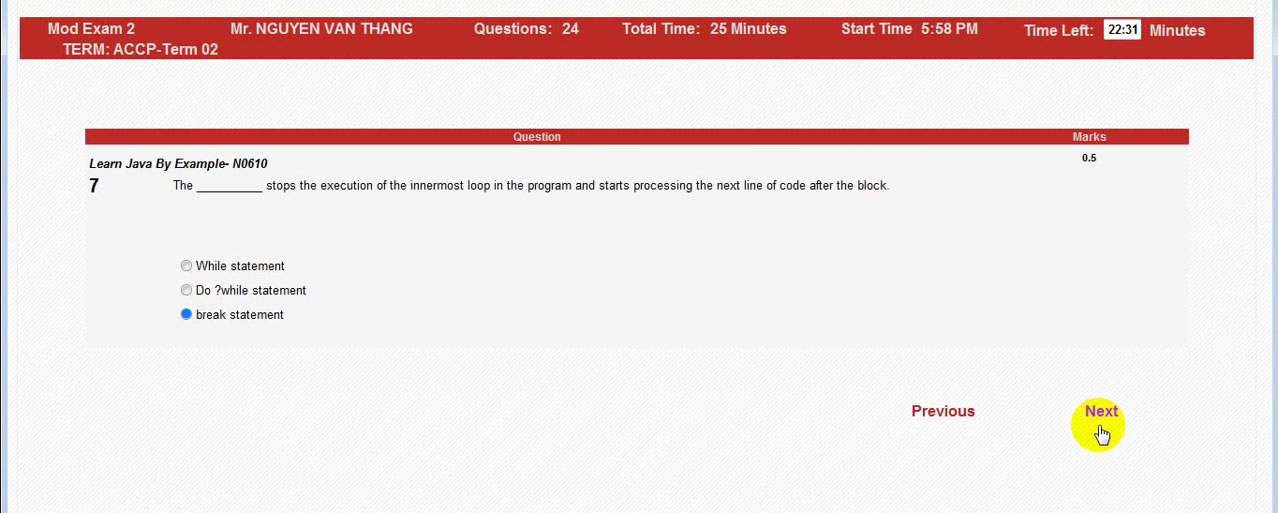 Mod Exam 2 Mr. NGUYEN VAN THANG Questions: 24 Total Time: 25 Minutes Start Time 5:58 PM Time Left: 22:31 Minutes
TERM: ACCP-Term 02
Question Marks
Learn Java By Example- N0610 0.5
7 The __________ stops the execution of the innermost loop in the program and starts processing the next line of code after the block.
While statement
Do ?while statement
break statement
Previous Next